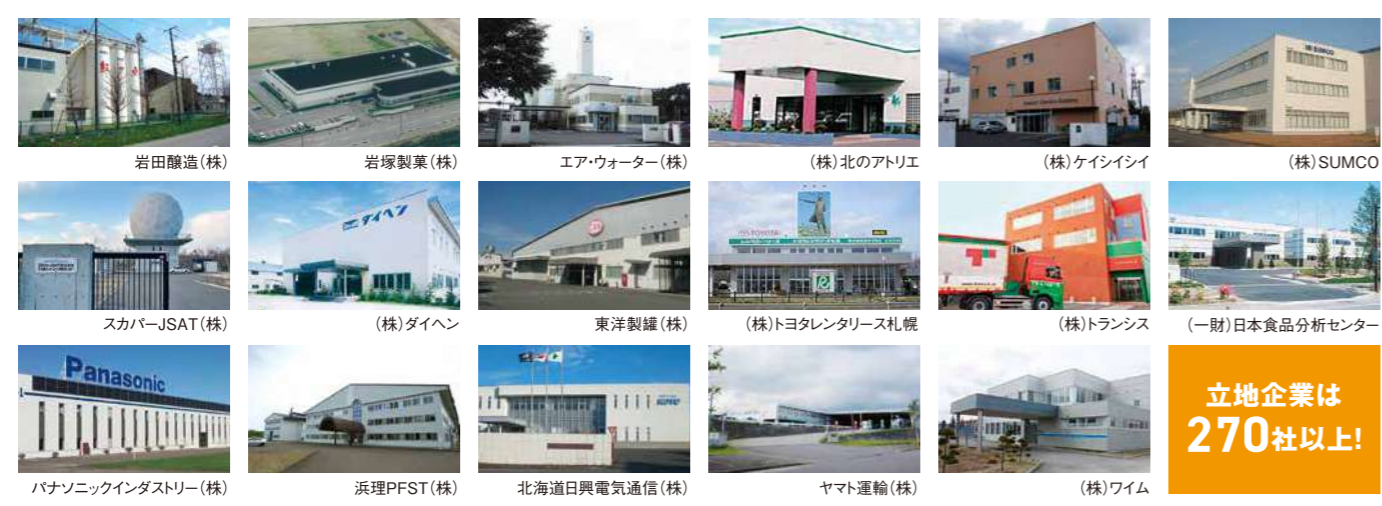 岩田醸造(株)
岩塚製菓(株)
エア・ウォーター(株)
(株)北のアトリエ
(株)ケイシイシイ
SUMCO
(株)SUMCO
スカパーJSAT(株)
ダイヘン
(株)ダイヘン
東洋製罐(株)
TOYOTA
(株)トヨタレンタリース札幌
(株)トランシス
(一財)日本食品分析センター
Panasonic
パナソニックインダストリー(株)
浜理PFST(株)
北海道日興電気通信(株)
ヤマト運輸(株)
(株)ワイム
立地企業は
270社以上!